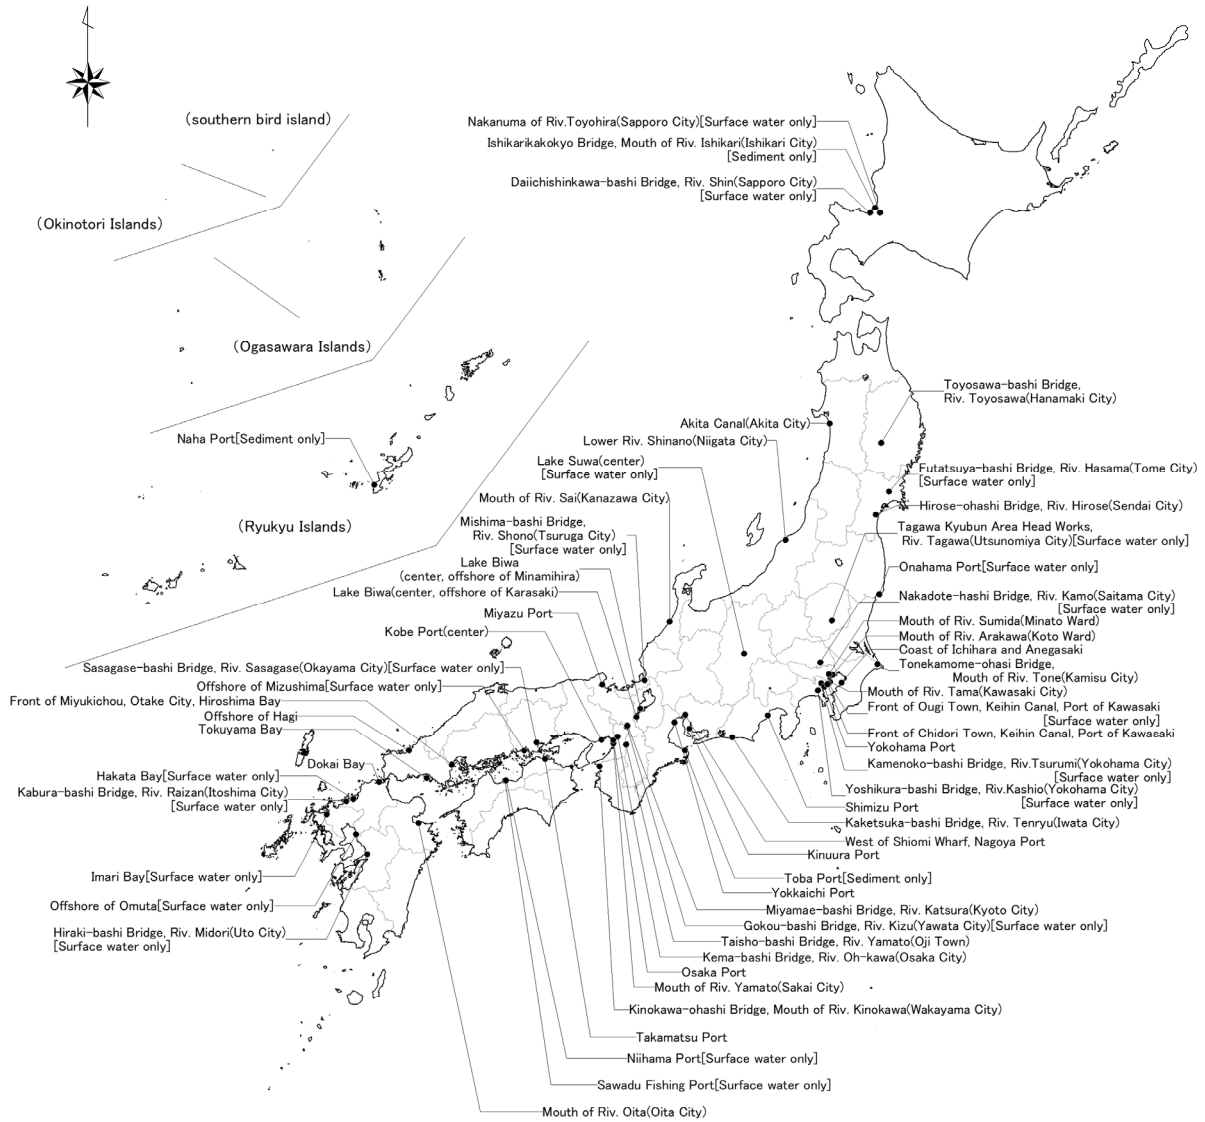 (southern bird island)
(Okinotori Islands)
(Ogasawara Islands)
Naha Port[Sediment only]
(Ryukyu Islands)
Nakanuma of Riv.Toyohira(Sapporo City)[Surface water only]
Ishikarikakokyo Bridge, Mouth of Riv. Ishikari(Ishikari City)
[Sediment only]
Daiichishinkawa-bashi Bridge, Riv. Shin(Sapporo City)
[Surface water only]
Akita Canal(Akita City)
Lower Riv. Shinano(Niigata City)
Lake Suwa(center)
[Surface water only]
Mouth of Riv. Sai(Kanazawa City)
Mishima-bashi Bridge,
Riv. Shono(Tsuruga City)
[Surface water only]
Lake Biwa
(center, offshore of Minamihira)
Lake Biwa(center, offshore of Karasaki)
Miyazu Port
Kobe Port(center)
Sasagase-bashi Bridge, Riv. Sasagase(Okayama City)[Surface water only]
Offshore of Mizushima[Surface water only]
Front of Miyukichou, Otake City, Hiroshima Bay
Offshore of Hagi
Tokuyama Bay
Dokai Bay
Hakata Bay[Surface water only]
Kabura-bashi Bridge, Riv. Raizan(Itoshima City)
[Surface water only]
Imari Bay[Surface water only]
Offshore of Omuta[Surface water only]
Hiraki-bashi Bridge, Riv. Midori(Uto City)
[Surface water only]
Toyosawa-bashi Bridge,
Riv. Toyosawa(Hanamaki City)
Futatsuya-bashi Bridge, Riv. Hasama(Tome City)
[Surface water only]
Hirose-ohashi Bridge, Riv. Hirose(Sendai City)
Tagawa Kyubun Area Head Works,
Riv. Tagawa(Utsunomiya City)[Surface water only]
Onahama Port[Surface water only]
Nakadote-hashi Bridge, Riv. Kamo(Saitama City)
[Surface water only]
Mouth of Riv. Sumida(Minato Ward)
Mouth of Riv. Arakawa(Koto Ward)
Coast of Ichihara and Anegasaki
Tonekamome-ohasi Bridge,
Mouth of Riv. Tone(Kamisu City)
Mouth of Riv. Tama(Kawasaki City)
Front of Ougi Town, Keihin Canal, Port of Kawasaki
[Surface water only]
Front of Chidori Town, Keihin Canal, Port of Kawasaki
Yokohama Port
Kamenoko-bashi Bridge, Riv.Tsurumi(Yokohama City)
[Surface water only]
Yoshikura-bashi Bridge, Riv.Kashio(Yokohama City)
[Surface water only]
Shimizu Port
Kaketsuka-bashi Bridge, Riv. Tenryu(Iwata City)
West of Shiomi Wharf, Nagoya Port
Kinuura Port
Toba Port[Sediment only]
Yokkaichi Port
Miyamae-bashi Bridge, Riv. Katsura(Kyoto City)
Gokou-bashi Bridge, Riv. Kizu(Yawata City)[Surface water only]
Taisho-bashi Bridge, Riv. Yamato(Oji Town)
Kema-bashi Bridge, Riv. Oh-kawa(Osaka City)
Osaka Port
Mouth of Riv. Yamato(Sakai City)
Kinokawa-ohashi Bridge, Mouth of Riv. Kinokawa(Wakayama City)
Takamatsu Port
Niihama Port[Surface water only]
Sawadu Fishing Port[Surface water only]
Mouth of Riv. Oita(Oita City)